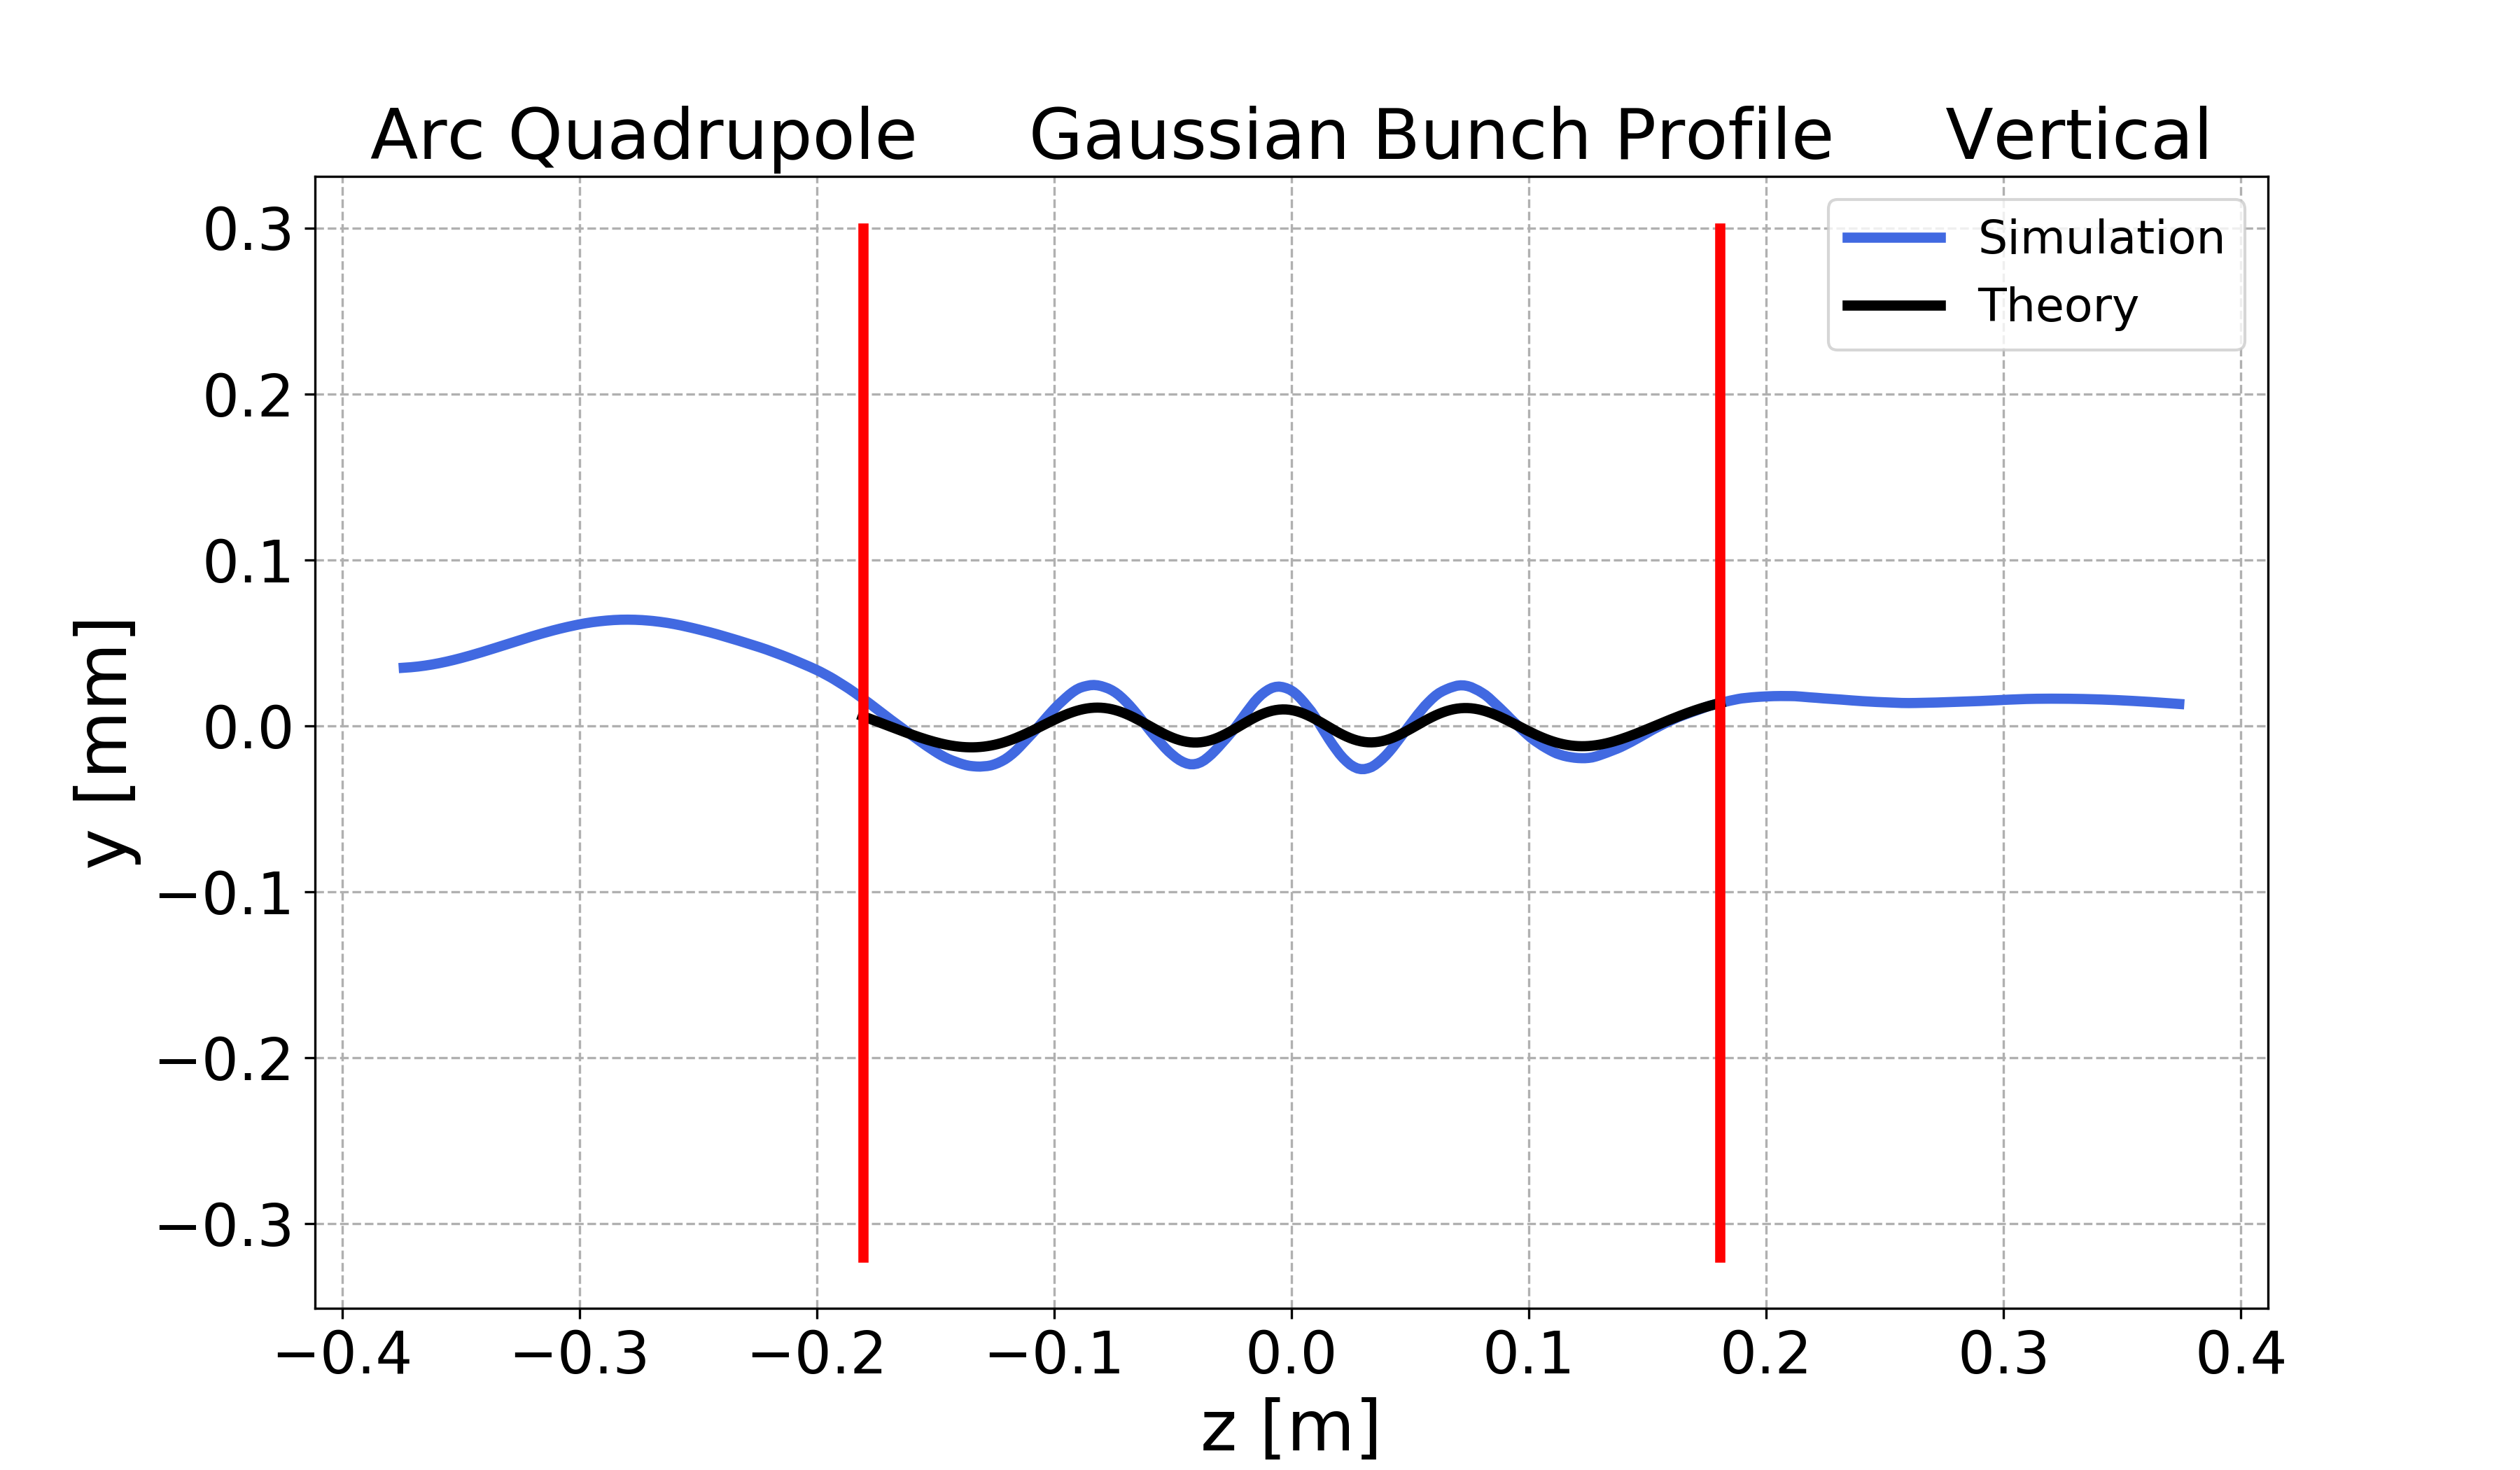 Arc Quadrupole Gaussian Bunch Profile Vertical
Simulation
Theory
y [mm]
0.3
0.2
0.1
0.0
−0.1
−0.2
−0.3
−0.4 −0.3 −0.2 −0.1 0.0 0.1 0.2 0.3 0.4
z [m]